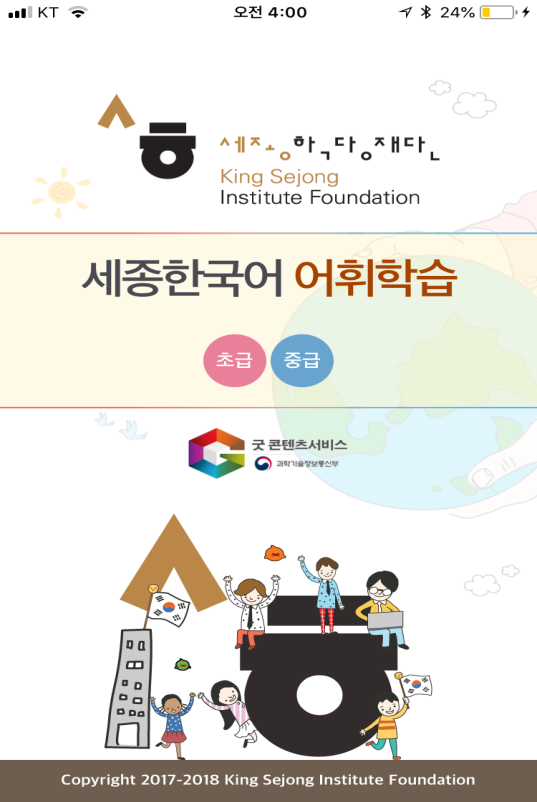 KT 오전 4:00 24%
세종학당재단
King Sejong
Institute Foundation
세종한국어 어휘학습
초급 중급
굿 콘텐츠서비스
과학기술정보통신부
Copyright 2017-2018 King Sejong Institute Foundation